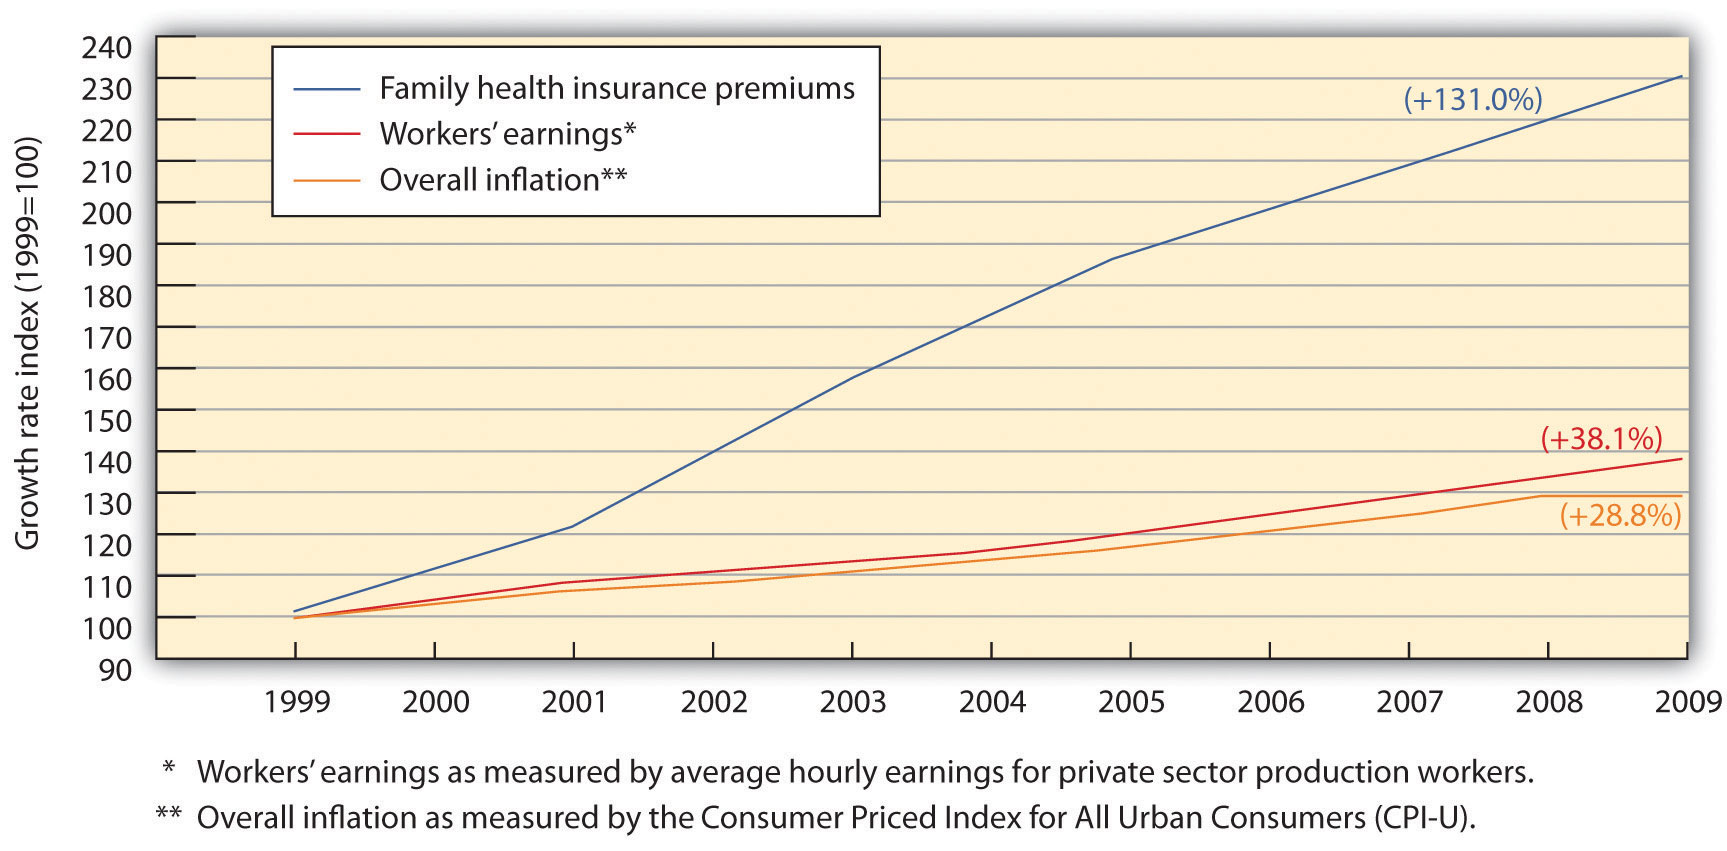 Growth rate index (1999=100)
240
230
220
210
200
190
180
170
160
150
140
130
120
110
100
90
Family health insurance premiums
Workers’ earnings*
Overall inflation**
(+131.0%)
(+38.1%)
(+28.8%)
1999 2000 2001 2002 2003 2004 2005 2006 2007 2008 2009
* Workers’ earnings as measured by average hourly earnings for private sector production workers.
** Overall inflation as measured by the Consumer Priced Index for All Urban Consumers (CPI-U).